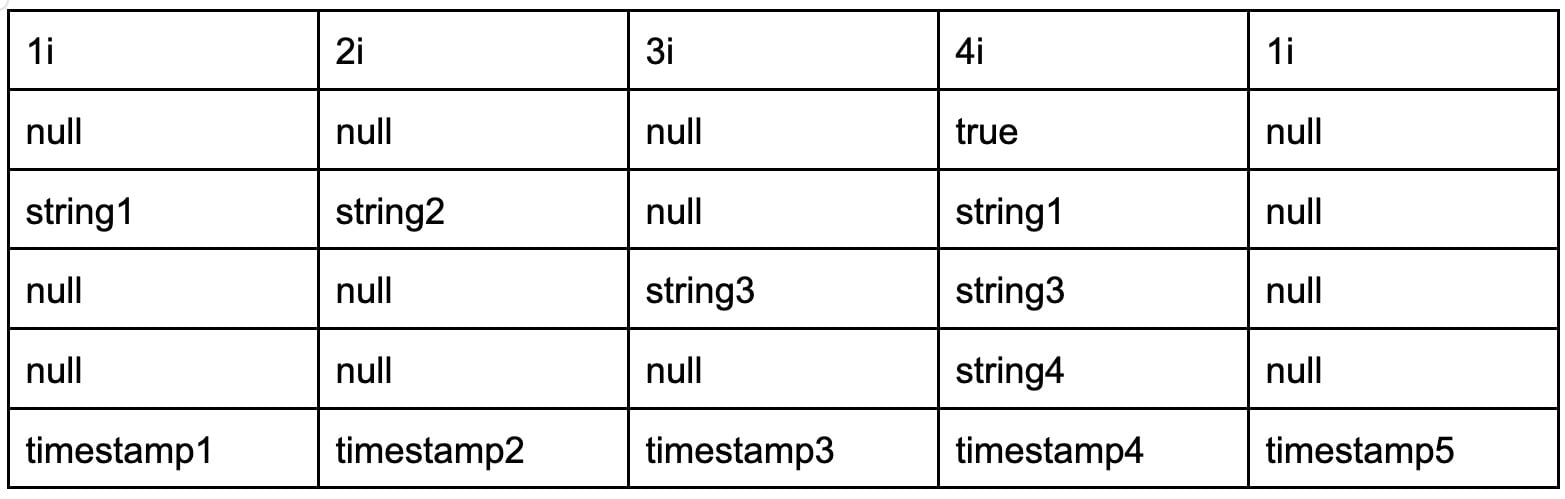 1i 2i 3i 4i 1i
null null null true null
string1 string2 null string1 null
null null string3 string3 null
null null null string4 null
timestamp1 timestamp2 timestamp3 timestamp4 timestamp5